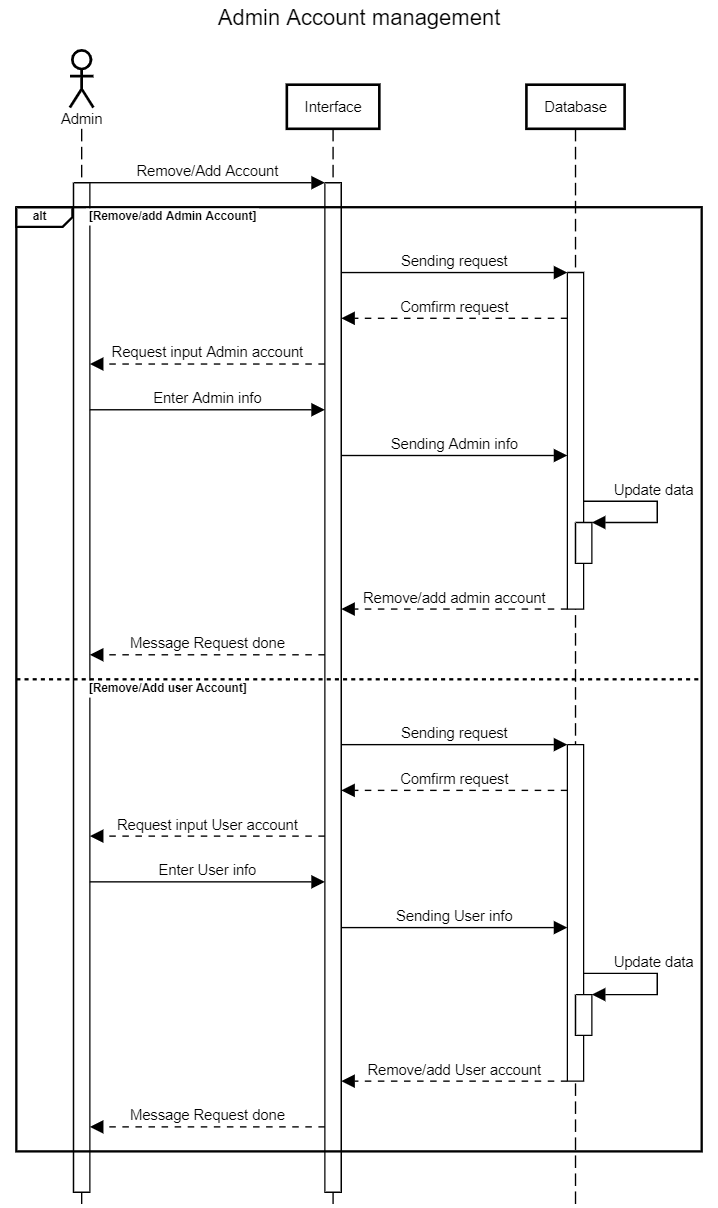 Admin Account management
Admin
Interface
Database
Remove/Add Account
alt
[Remove/add Admin Account]
Sending request
Comfirm request
Request input Admin account
Enter Admin info
Sending Admin info
Update data
Remove/add admin account
Message Request done
[Remove/Add user Account]
Sending request
Comfirm request
Request input User account
Enter User info
Sending User info
Update data
Remove/add User account
Message Request done